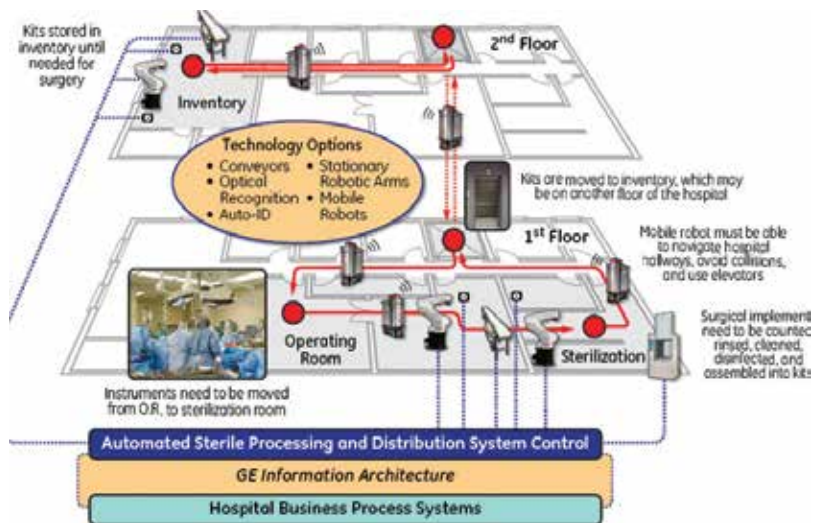 Kits stored in
inventory until
needed for
surgery
2nd Floor
Inventory
Technology Options
• Conveyors
• Optical
Recognition
• Auto-ID
• Stationary
Robotic Arms
• Mobile
Robots
Kits are moved to inventory, which may
be on another floor of the hospital
1st Floor
Mobile robot must be able
to navigate hospital
hallways, avoid collisions,
and use elevators
Operating
Room
Sterilization
Surgical implement
need to be counted
rinsed, cleaned,
disinfected, and
assembled into kits
Instruments need to be moved
from O.R. to sterilization room
Automated Sterile Processing and Distribution System Control
GE Information Architecture
Hospital Business Process Systems